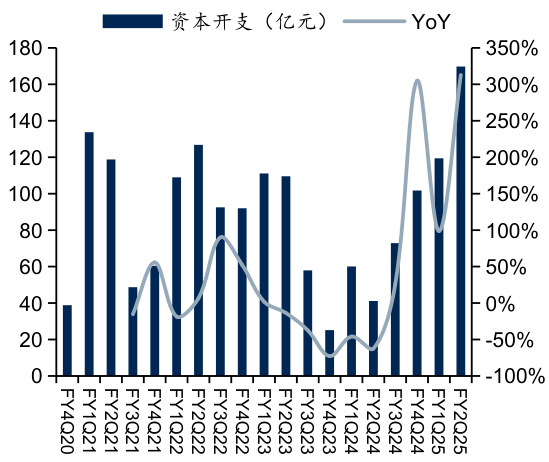 资本开支（亿元） YoY
180 350%
160 300%
140 250%
120 200%
100 150%
80 100%
60 50%
40 0%
20 -50%
0 -100%
FY4Q20
FY1Q21
FY2Q21
FY3Q21
FY4Q21
FY1Q22
FY2Q22
FY3Q22
FY4Q22
FY1Q23
FY2Q23
FY3Q23
FY4Q23
FY1Q24
FY2Q24
FY3Q24
FY4Q24
FY1Q25
FY2Q25